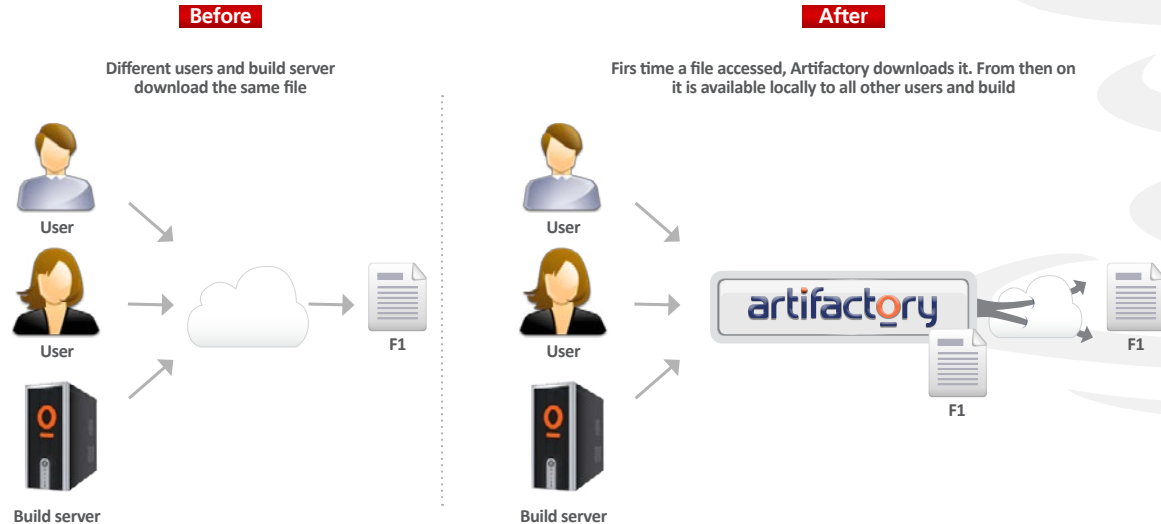 Before
Different users and build server
download the same file
User
User
F1
Build server
After
Firs time a file accessed, Artifactory downloads it. From then on
it is available locally to all other users and build
User
User
artifactory
F1
F1
Build server